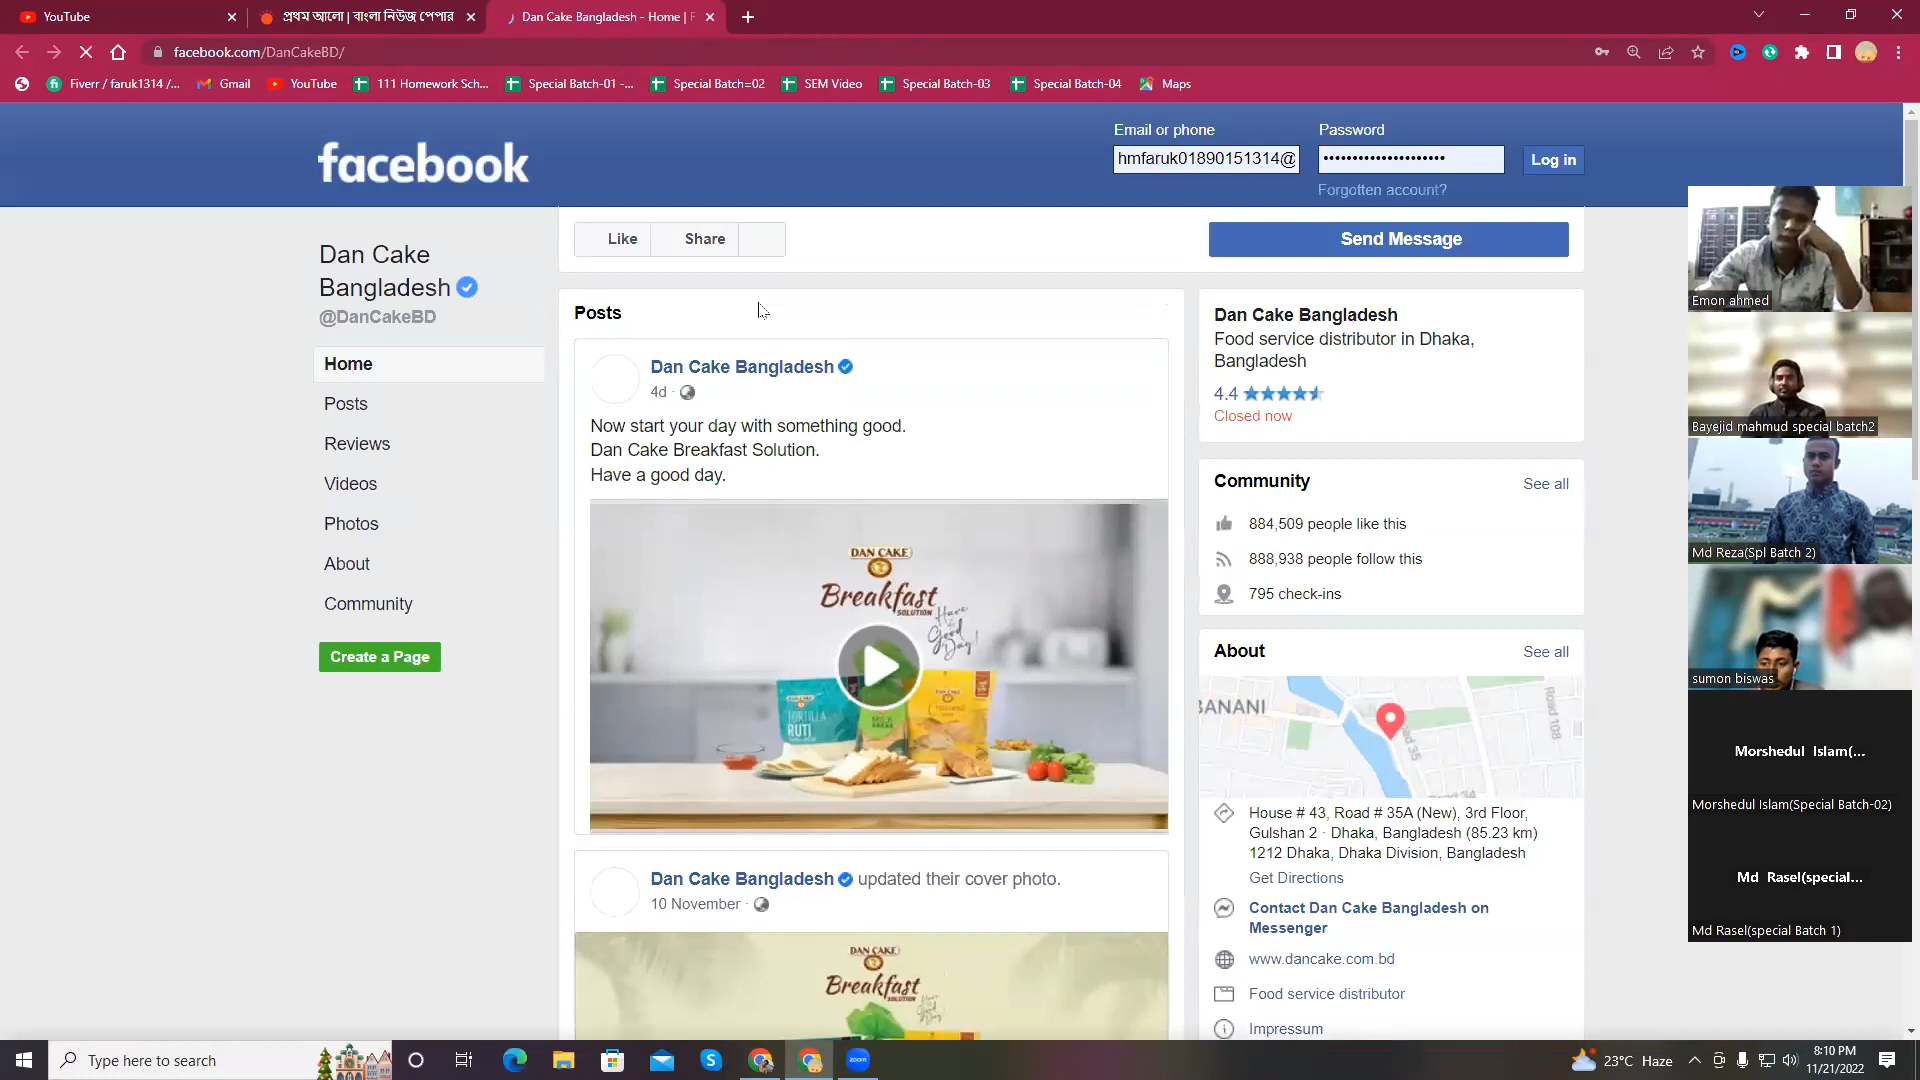 YouTube
প্রথম আলো | বাংলা নিউজ পেপার
Dan Cake Bangladesh - Home | F
facebook.com/DanCakeBD/
Fiverr / faruk1314 /...
Gmail
YouTube
111 Homework Sch...
Special Batch-01 -...
Special Batch=02
SEM Video
Special Batch-03
Special Batch-04
Maps
facebook
Email or phone
Password
hmfaruk01890151314@
Log in
Forgotten account?
Dan Cake
Bangladesh
@DanCakeBD
Home
Posts
Reviews
Videos
Photos
About
Community
Create a Page
Like
Share
Send Message
Posts
Dan Cake Bangladesh
4d ·
Now start your day with something good.
Dan Cake Breakfast Solution.
Have a good day.
DAN CAKE
Breakfast
SOLUTION
Have a
Good
Day!
TORTILLA
RUTI
Dan Cake Bangladesh updated their cover photo.
10 November ·
DAN CAKE
Breakfast
SOLUTION
Dan Cake Bangladesh
Food service distributor in Dhaka,
Bangladesh
4.4
Closed now
Community
See all
884,509 people like this
888,938 people follow this
795 check-ins
About
See all
BANANI
Road 108
House # 43, Road # 35A (New), 3rd Floor,
Gulshan 2 · Dhaka, Bangladesh (85.23 km)
1212 Dhaka, Dhaka Division, Bangladesh
Get Directions
Contact Dan Cake Bangladesh on
Messenger
www.dancake.com.bd
Food service distributor
Impressum
Emon ahmed
Bayejid mahmud special batch2
Md Reza(Spl Batch 2)
sumon biswas
Morshedul Islam(...
Morshedul Islam(Special Batch-02)
Md Rasel(special...
Md Rasel(special Batch 1)
Type here to search
zoom
23°C Haze
8:10 PM
11/21/2022